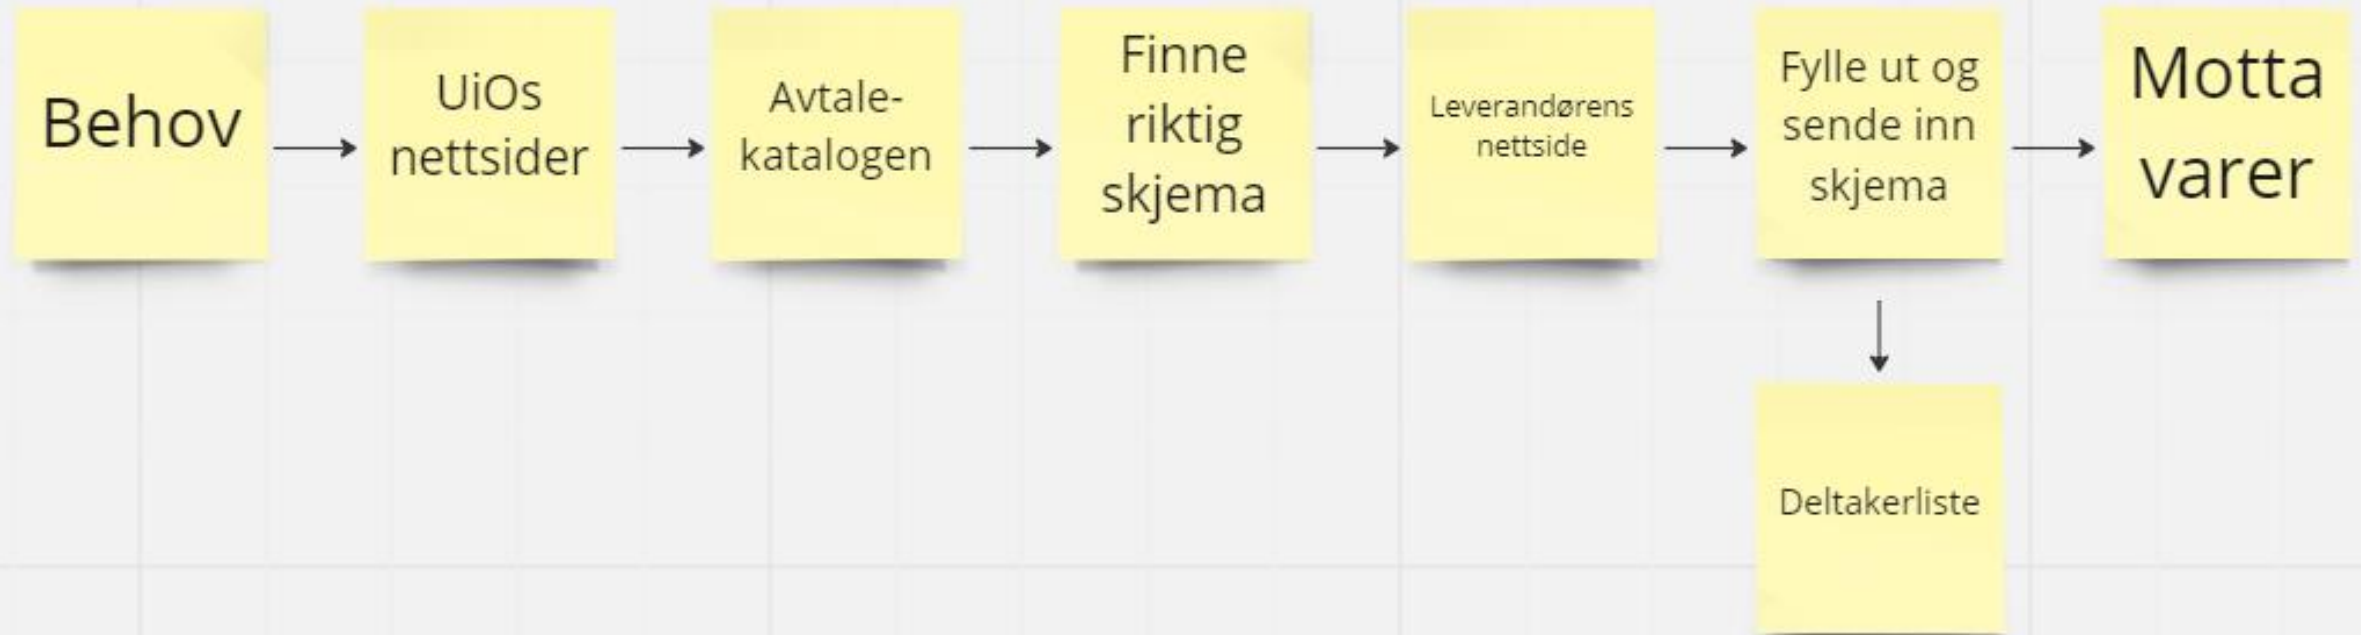 Behov
UiOs
nettsider
Avtale-
katalogen
Finne
riktig
skjema
Leverandørens
nettside
Fylle ut og
sende inn
skjema
Motta
varer
Deltakerliste